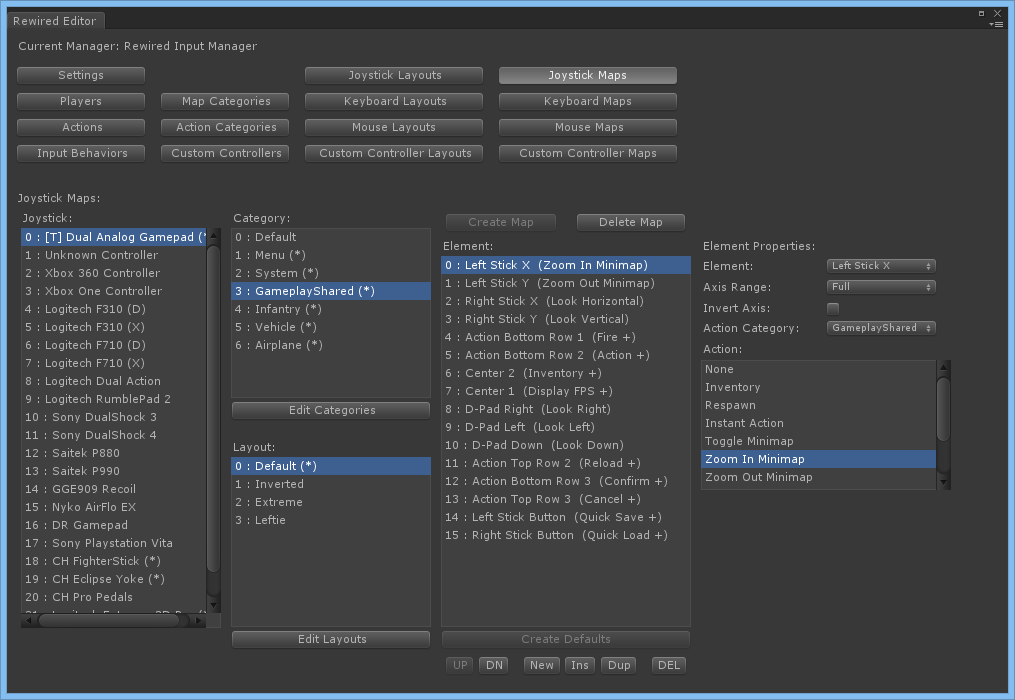 Rewired Editor
Current Manager: Rewired Input Manager
Settings
Joystick Layouts
Joystick Maps
Players
Map Categories
Keyboard Layouts
Keyboard Maps
Actions
Action Categories
Mouse Layouts
Mouse Maps
Input Behaviors
Custom Controllers
Custom Controller Layouts
Custom Controller Maps
Joystick Maps:
Joystick:
0 : [T] Dual Analog Gamepad (*
1 : Unknown Controller
2 : Xbox 360 Controller
3 : Xbox One Controller
4 : Logitech F310 (D)
5 : Logitech F310 (X)
6 : Logitech F710 (D)
7 : Logitech F710 (X)
8 : Logitech Dual Action
9 : Logitech RumblePad 2
10 : Sony DualShock 3
11 : Sony DualShock 4
12 : Saitek P880
13 : Saitek P990
14 : GGE909 Recoil
15 : Nyko AirFlo EX
16 : DR Gamepad
17 : Sony Playstation Vita
18 : CH FighterStick (*)
19 : CH Eclipse Yoke (*)
20 : CH Pro Pedals
Category:
0 : Default
1 : Menu (*)
2 : System (*)
3 : GameplayShared (*)
4 : Infantry (*)
5 : Vehicle (*)
6 : Airplane (*)
Edit Categories
Layout:
0 : Default (*)
1 : Inverted
2 : Extreme
3 : Leftie
Edit Layouts
Create Map
Delete Map
Element:
0 : Left Stick X (Zoom In Minimap)
1 : Left Stick Y (Zoom Out Minimap)
2 : Right Stick X (Look Horizontal)
3 : Right Stick Y (Look Vertical)
4 : Action Bottom Row 1 (Fire +)
5 : Action Bottom Row 2 (Action +)
6 : Center 2 (Inventory +)
7 : Center 1 (Display FPS +)
8 : D-Pad Right (Look Right)
9 : D-Pad Left (Look Left)
10 : D-Pad Down (Look Down)
11 : Action Top Row 2 (Reload +)
12 : Action Bottom Row 3 (Confirm +)
13 : Action Top Row 3 (Cancel +)
14 : Left Stick Button (Quick Save +)
15 : Right Stick Button (Quick Load +)
Create Defaults
UP
DN
New
Ins
Dup
DEL
Element Properties:
Element:
Left Stick X
Axis Range:
Full
Invert Axis:
Action Category:
GameplayShared
Action:
None
Inventory
Respawn
Instant Action
Toggle Minimap
Zoom In Minimap
Zoom Out Minimap